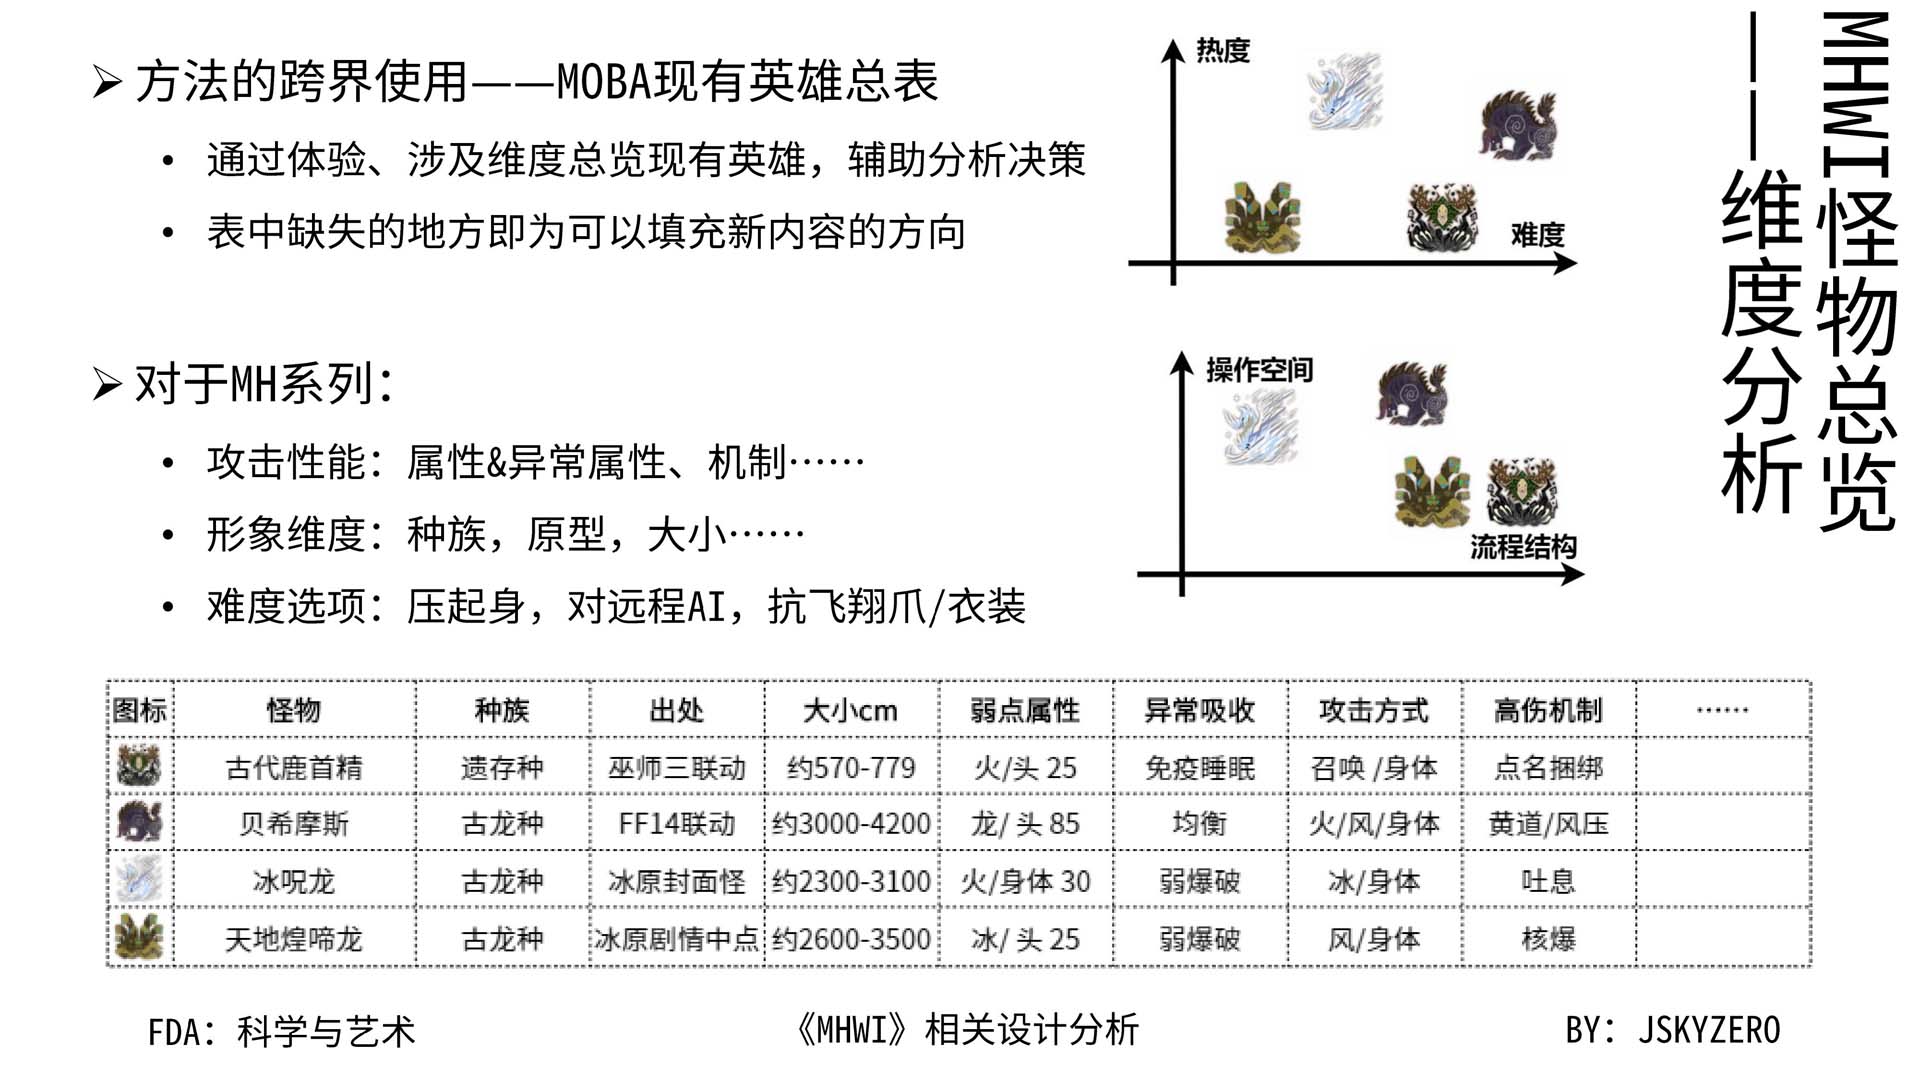 MHWI怪物总览
——维度分析
方法的跨界使用——MOBA现有英雄总表
• 通过体验、涉及维度总览现有英雄，辅助分析决策
• 表中缺失的地方即为可以填充新内容的方向
对于MH系列：
• 攻击性能：属性&异常属性、机制……
• 形象维度：种族，原型，大小……
• 难度选项：压起身，对远程AI，抗飞翔爪/衣装
热度
难度
操作空间
流程结构
图标 怪物 种族 出处 大小cm 弱点属性 异常吸收 攻击方式 高伤机制 ……
古代鹿首精 遗存种 巫师三联动 约570-779 火/头 25 免疫睡眠 召唤 /身体 点名捆绑
贝希摩斯 古龙种 FF14联动 约3000-4200 龙/ 头 85 均衡 火/风/身体 黄道/风压
冰呪龙 古龙种 冰原封面怪 约2300-3100 火/身体 30 弱爆破 冰/身体 吐息
天地煌啼龙 古龙种 冰原剧情中点 约2600-3500 冰/ 头 25 弱爆破 风/身体 核爆
FDA：科学与艺术
《MHWI》相关设计分析
BY：JSKYZERO